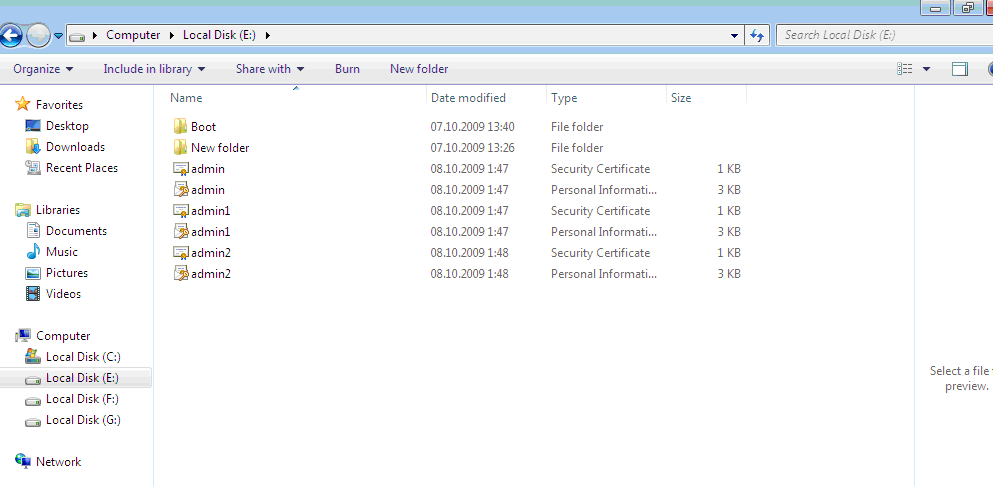 Computer Local Disk (E:) Search Local Disk (E:)
Organize Include in library Share with Burn New folder
Name Date modified Type Size
Favorites
Desktop
Downloads
Recent Places
Libraries
Documents
Music
Pictures
Videos
Computer
Local Disk (C:)
Local Disk (E:)
Local Disk (F:)
Local Disk (G:)
Network
Boot 07.10.2009 13:40 File folder
New folder 07.10.2009 13:26 File folder
admin 08.10.2009 1:47 Security Certificate 1 KB
admin 08.10.2009 1:47 Personal Informati... 3 KB
admin1 08.10.2009 1:47 Security Certificate 1 KB
admin1 08.10.2009 1:47 Personal Informati... 3 KB
admin2 08.10.2009 1:48 Security Certificate 1 KB
admin2 08.10.2009 1:48 Personal Informati... 3 KB
Select a file
preview.